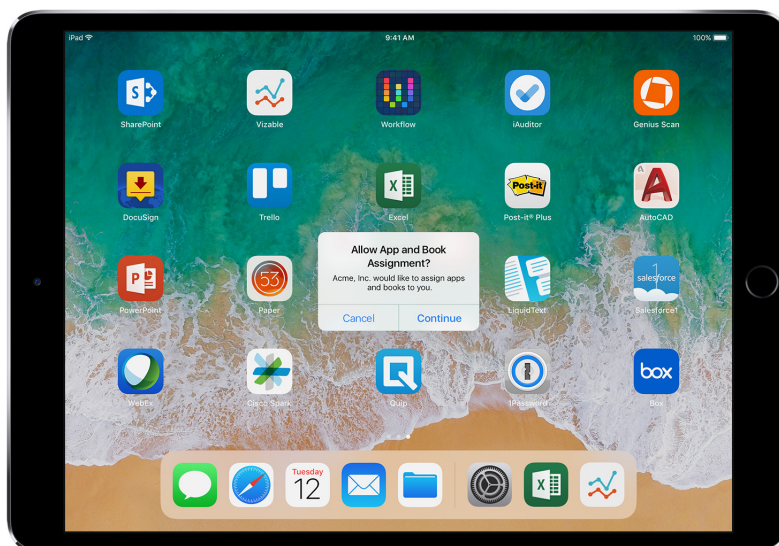 iPad
9:41 AM
100%
S
SharePoint
Vizable
Workflow
iAuditor
Genius Scan
DocuSign
Trello
X
Excel
Post-it
Post-it® Plus
A
A
AutoCAD
P
PowerPoint
53
Paper
Allow App and Book
Assignment?
Acme, Inc. would like to assign apps
and books to you.
Cancel
Continue
LiquidText
1
salesforce
Salesforce1
WebEx
Cisco Spark
Quip
1Password
box
Box
Tuesday
12
X